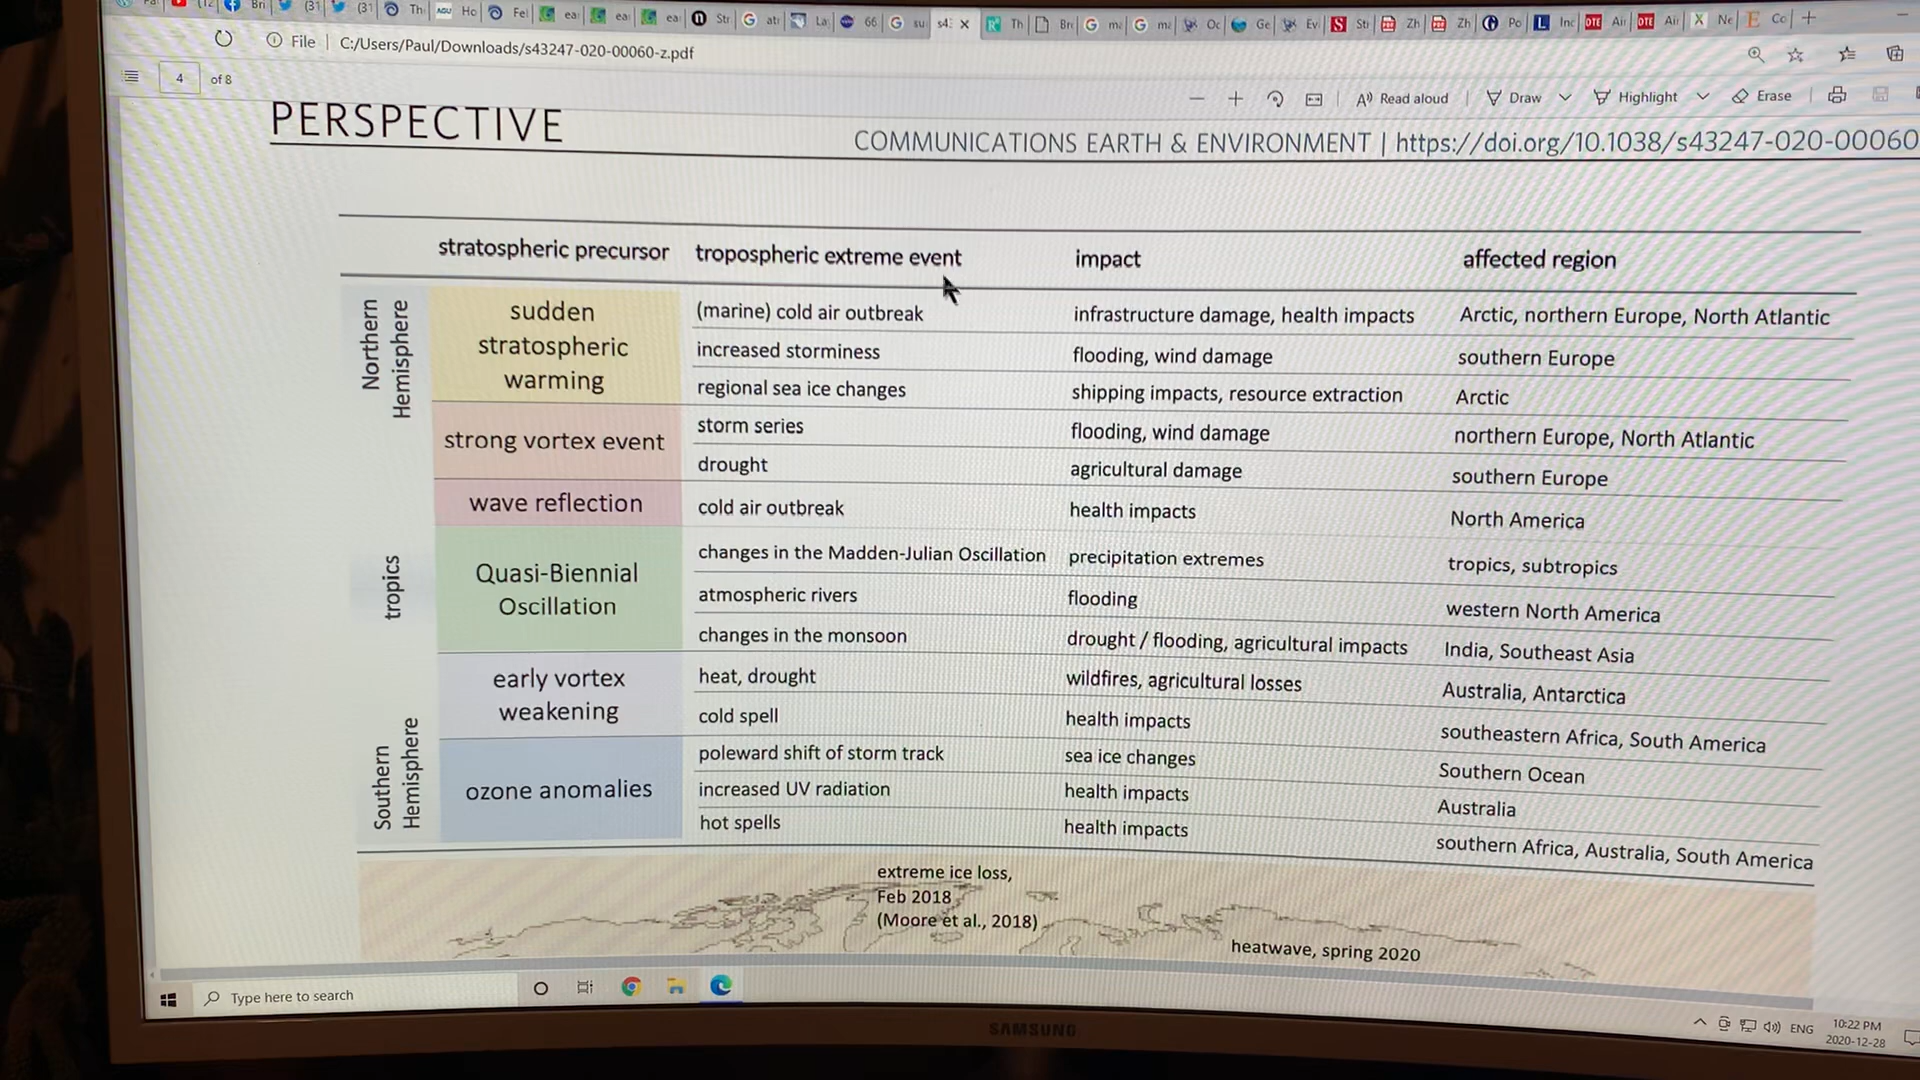 File | C:/Users/Paul/Downloads/s43247-020-00060-z.pdf
4 of 8
Read aloud Draw Highlight Erase
PERSPECTIVE
COMMUNICATIONS EARTH & ENVIRONMENT | https://doi.org/10.1038/s43247-020-00060
stratospheric precursor tropospheric extreme event impact affected region
Northern Hemisphere
sudden stratospheric warming
(marine) cold air outbreak infrastructure damage, health impacts Arctic, northern Europe, North Atlantic
increased storminess flooding, wind damage southern Europe
regional sea ice changes shipping impacts, resource extraction Arctic
strong vortex event
storm series flooding, wind damage northern Europe, North Atlantic
drought agricultural damage southern Europe
wave reflection
cold air outbreak health impacts North America
tropics
Quasi-Biennial Oscillation
changes in the Madden-Julian Oscillation precipitation extremes tropics, subtropics
atmospheric rivers flooding western North America
changes in the monsoon drought / flooding, agricultural impacts India, Southeast Asia
Southern Hemisphere
early vortex weakening
heat, drought wildfires, agricultural losses Australia, Antarctica
cold spell health impacts southeastern Africa, South America
ozone anomalies
poleward shift of storm track sea ice changes Southern Ocean
increased UV radiation health impacts Australia
hot spells health impacts southern Africa, Australia, South America
extreme ice loss,
Feb 2018
(Moore et al., 2018)
heatwave, spring 2020
Type here to search
ENG
10:22 PM
2020-12-28
SAMSUNG